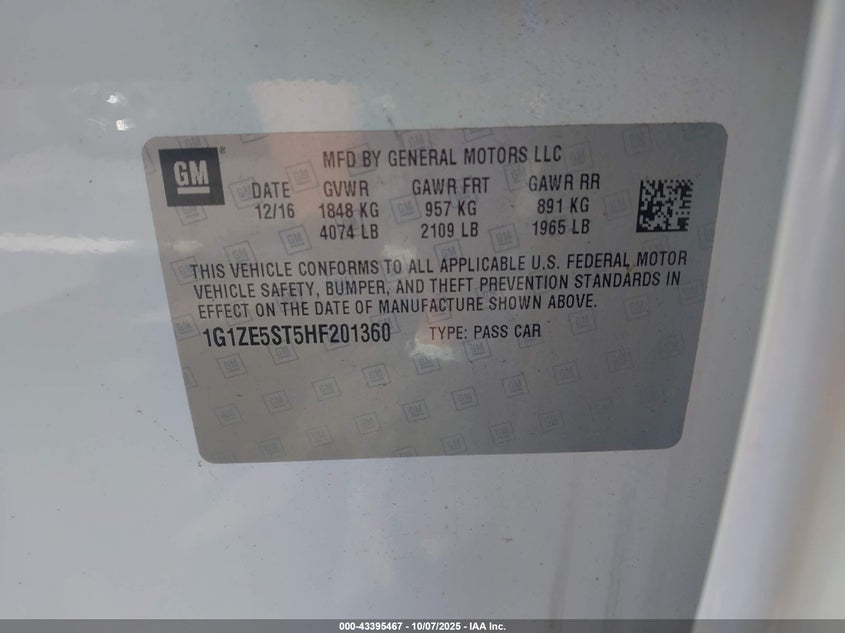 GM
MFD BY GENERAL MOTORS LLC
DATE GVWR GAWR FRT GAWR RR
12/16 1848 KG 957 KG 891 KG
4074 LB 2109 LB 1965 LB
THIS VEHICLE CONFORMS TO ALL APPLICABLE U.S. FEDERAL MOTOR
VEHICLE SAFETY, BUMPER, AND THEFT PREVENTION STANDARDS IN
EFFECT ON THE DATE OF MANUFACTURE SHOWN ABOVE.
1G1ZE5ST5HF201360 TYPE: PASS CAR
000-43395467 - 10/07/2025 - IAA Inc.